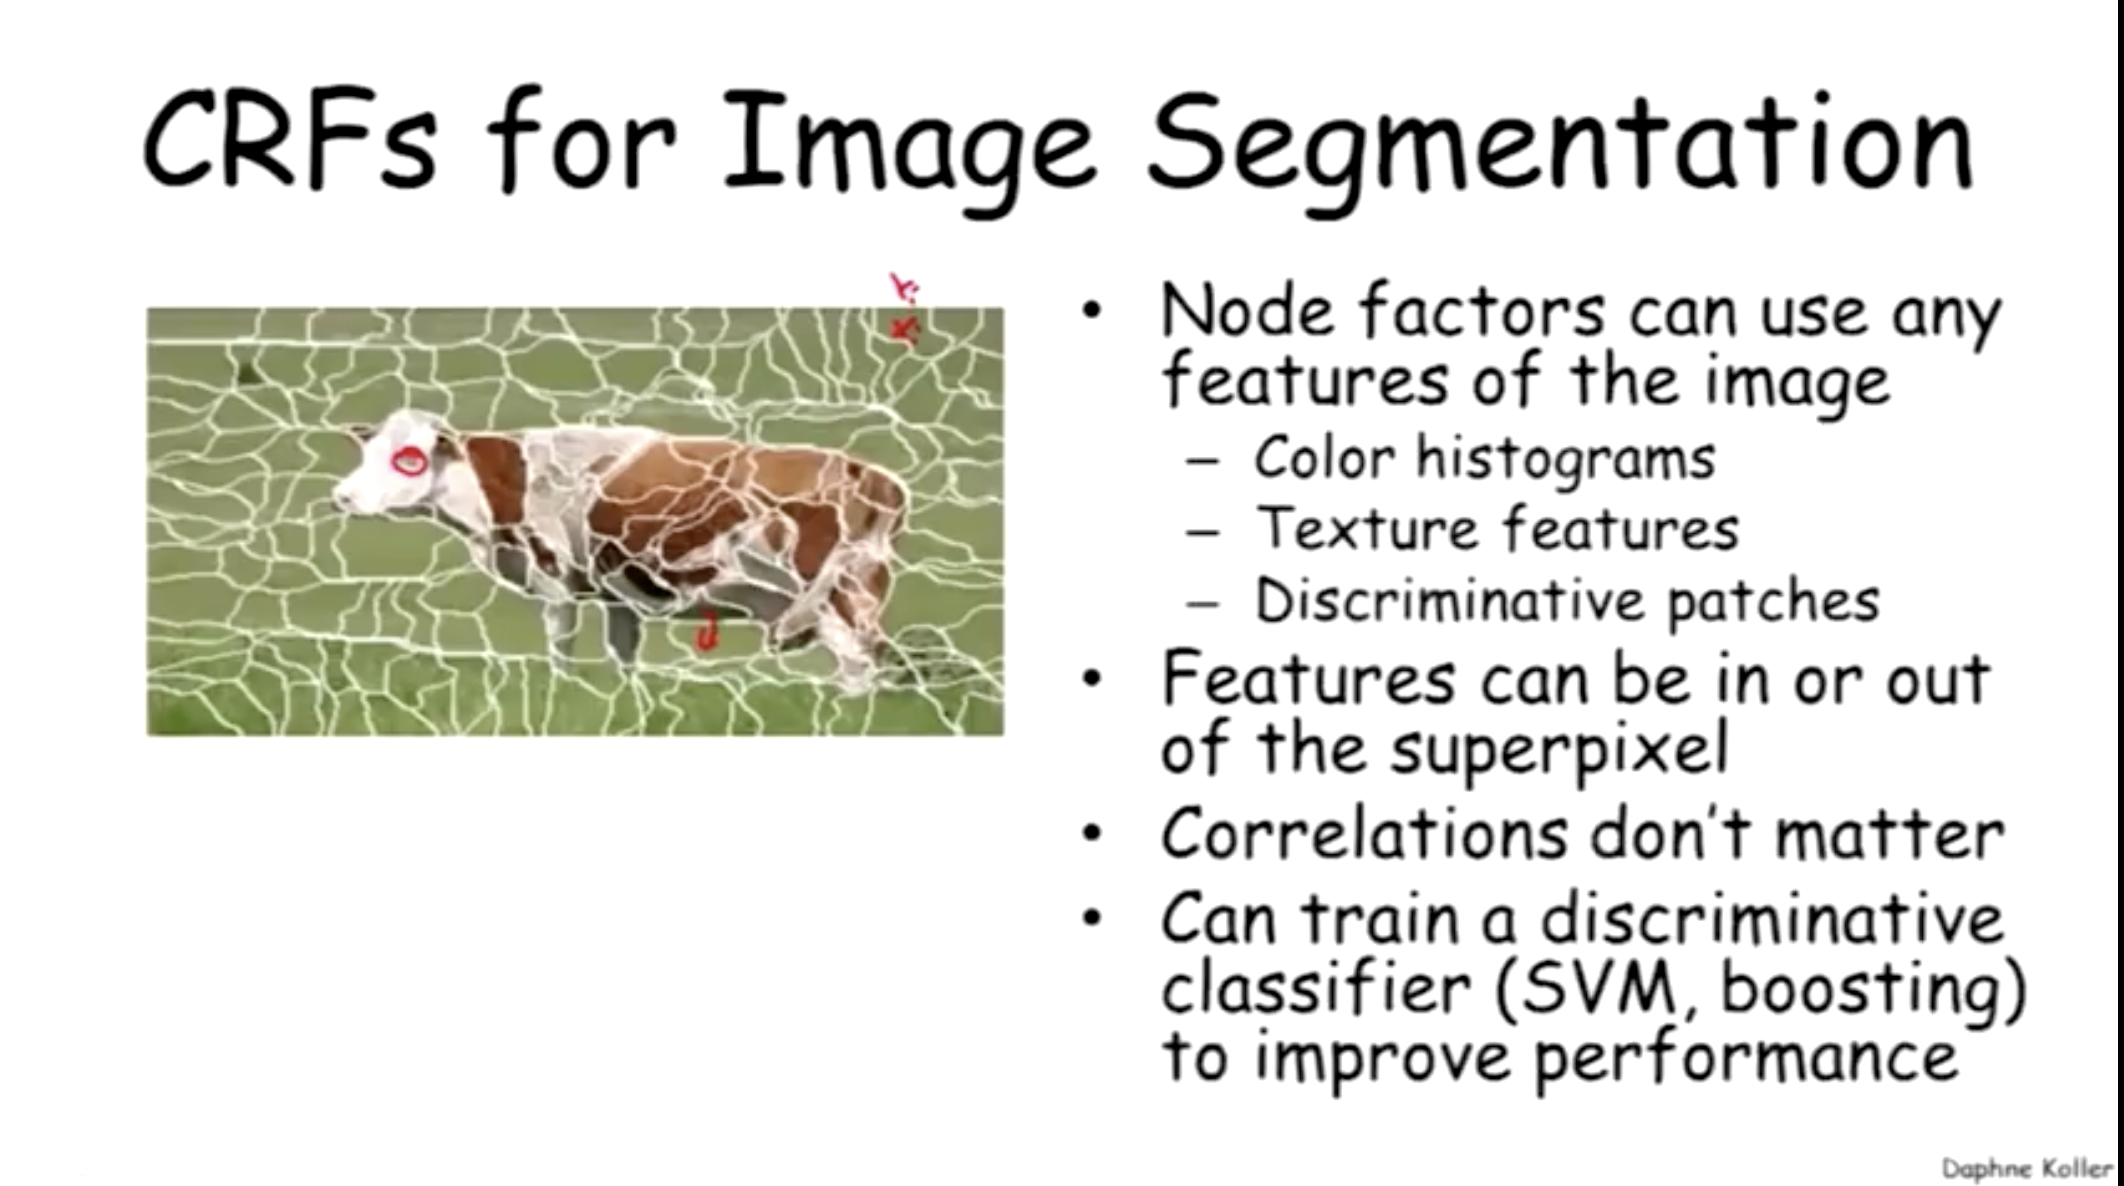 CRFs for Image Segmentation
• Node factors can use any
features of the image
– Color histograms
– Texture features
– Discriminative patches
• Features can be in or out
of the superpixel
• Correlations don't matter
• Can train a discriminative
classifier (SVM, boosting)
to improve performance
Daphne Koller